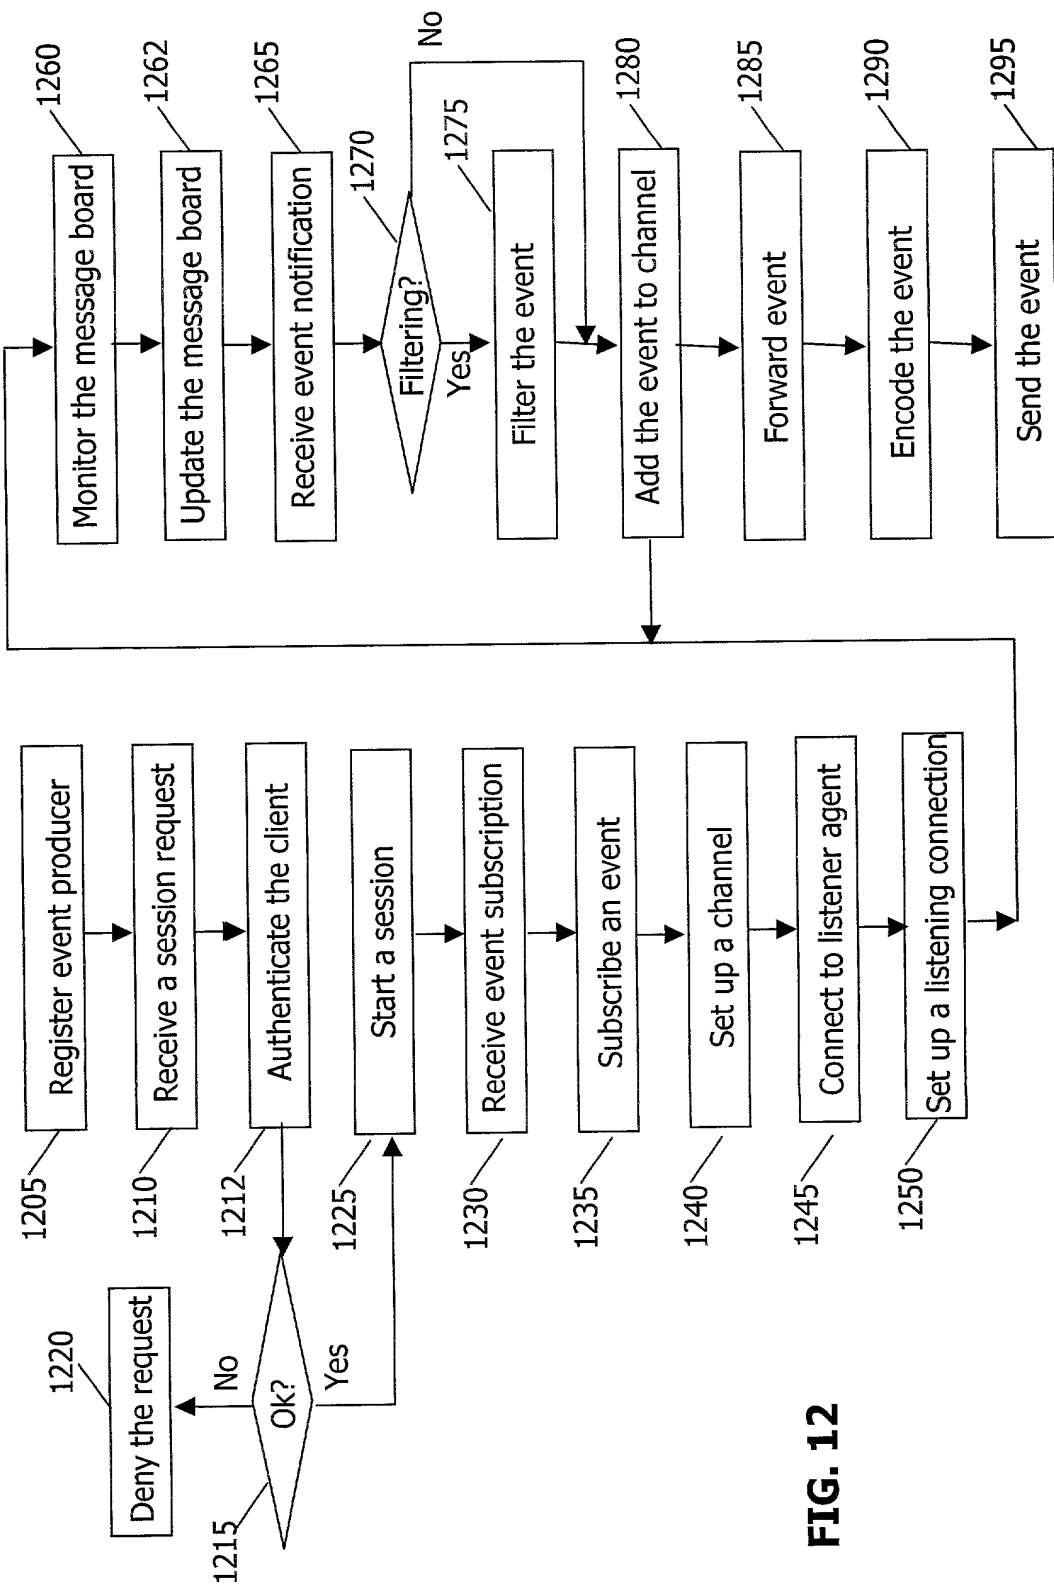 1205
Register event producer
1210
Receive a session request
1212
Authenticate the client
1215
Ok?
No
1220
Deny the request
Yes
1225
Start a session
1230
Receive event subscription
1235
Subscribe an event
1240
Set up a channel
1245
Connect to listener agent
1250
Set up a listening connection
1260
Monitor the message board
1262
Update the message board
1265
Receive event notification
1270
Filtering?
No
Yes
1275
Filter the event
1280
Add the event to channel
1285
Forward event
1290
Encode the event
1295
Send the event
FIG. 12